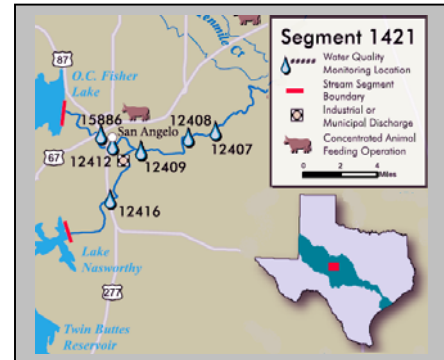 Tenmile Ct
87
O.C. Fisher
Lake
15886
San Angelo
12408
12407
67
12412
12409
12416
Lake
Nasworthy
277
Twin Buttes
Reservoir
Segment 1421
Water Quality
Monitoring Location
Stream Segment
Boundary
Industrial or
Municipal Discharge
Concentrated Animal
Feeding Operation
0 2 4
Miles